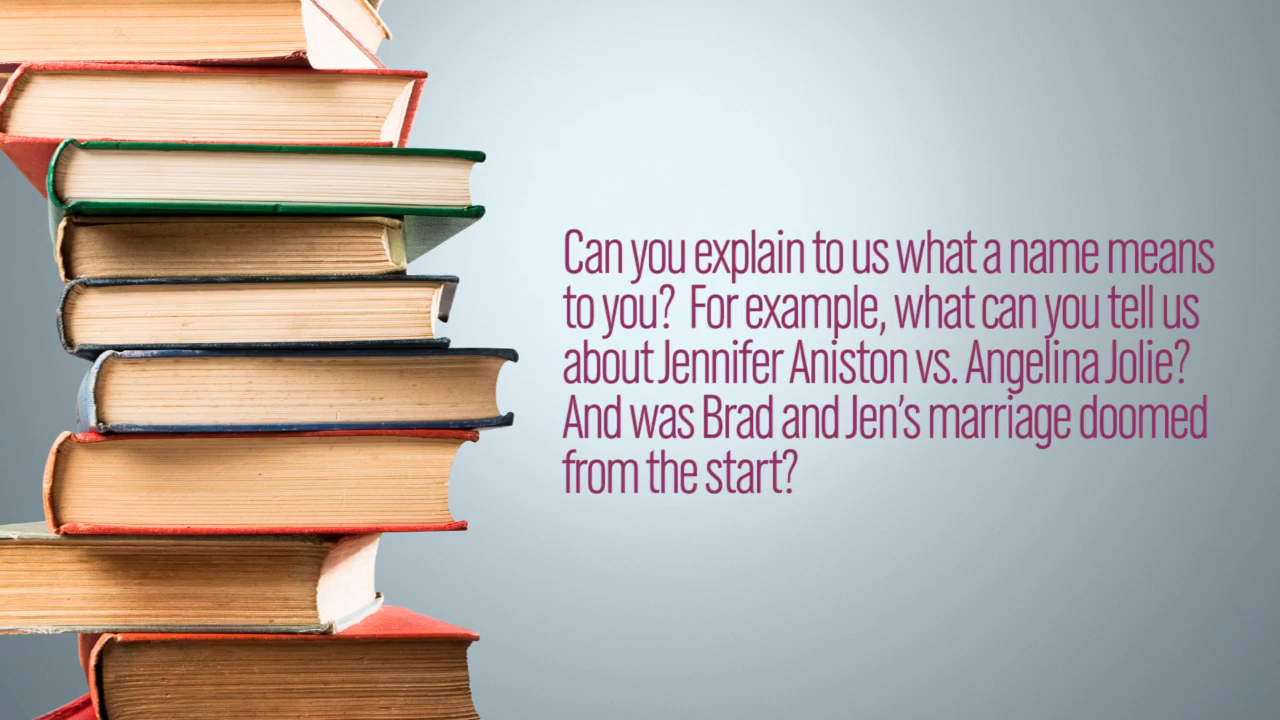 Can you explain to us what a name means
to you?  For example, what can you tell us
about Jennifer Aniston vs. Angelina Jolie?
And was Brad and Jen’s marriage doomed
from the start?